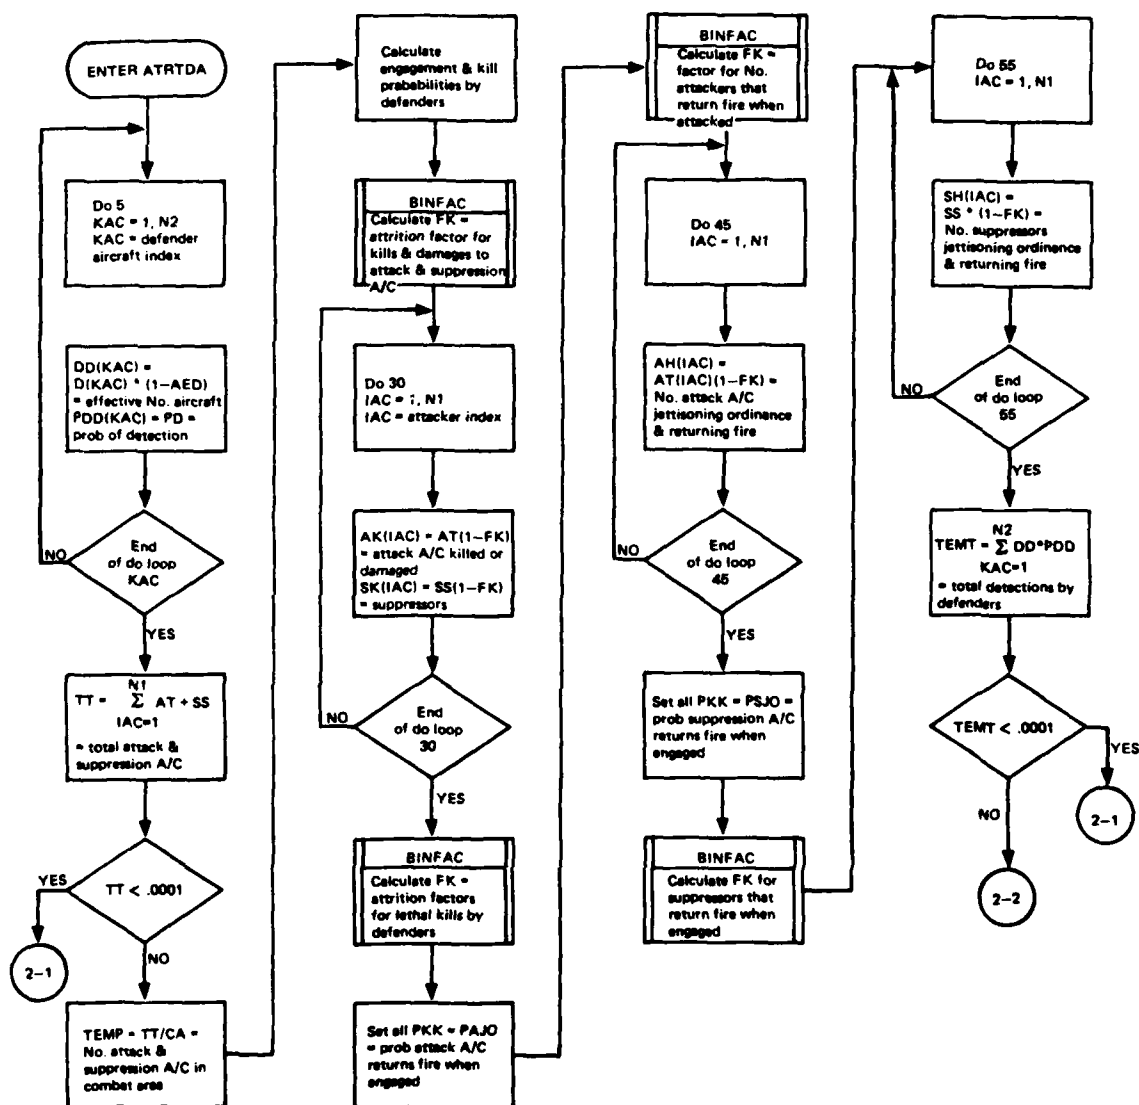 ENTER ATRTDA
Do 5
KAC = 1, N2
KAC = defender
aircraft index
DD(KAC) =
D(KAC) * (1-AED)
= effective No. aircraft
PDD(KAC) = PD =
prob of detection
NO
End
of do loop
KAC
YES
N1
TT = Σ AT + SS
IAC=1
= total attack &
suppression A/C
YES
TT < .0001
2-1
NO
TEMP = TT/CA =
No. attack &
suppression A/C in
combat area
Calculate
engagement & kill
probabilities by
defenders
BINFAC
Calculate FK =
attrition factor for
kills & damages to
attack & suppression
A/C
Do 30
IAC = 1, N1
IAC = attacker index
AK(IAC) = AT(1-FK)
= attack A/C killed or
damaged
SK(IAC) = SS(1-FK)
= suppressors
NO
End
of do loop
30
YES
BINFAC
Calculate FK =
attrition factors
for lethal kills by
defenders
Set all PKK = PAJO
= prob attack A/C
returns fire when
engaged
BINFAC
Calculate FK =
factor for No.
attackers that
return fire when
attacked
Do 45
IAC = 1, N1
AH(IAC) =
AT(IAC)(1-FK) =
No. attack A/C
jettisoning ordinance
& returning fire
NO
End
of do loop
45
YES
Set all PKK = PSJO =
prob suppression A/C
returns fire when
engaged
BINFAC
Calculate FK for
suppressors that
return fire when
engaged
Do 55
IAC = 1, N1
SH(IAC) =
SS * (1-FK) =
No. suppressors
jettisoning ordinance
& returning fire
NO
End
of do loop
55
YES
N2
TEMT = Σ DD*PDD
KAC=1
= total detections by
defenders
TEMT < .0001
YES
2-1
NO
2-2